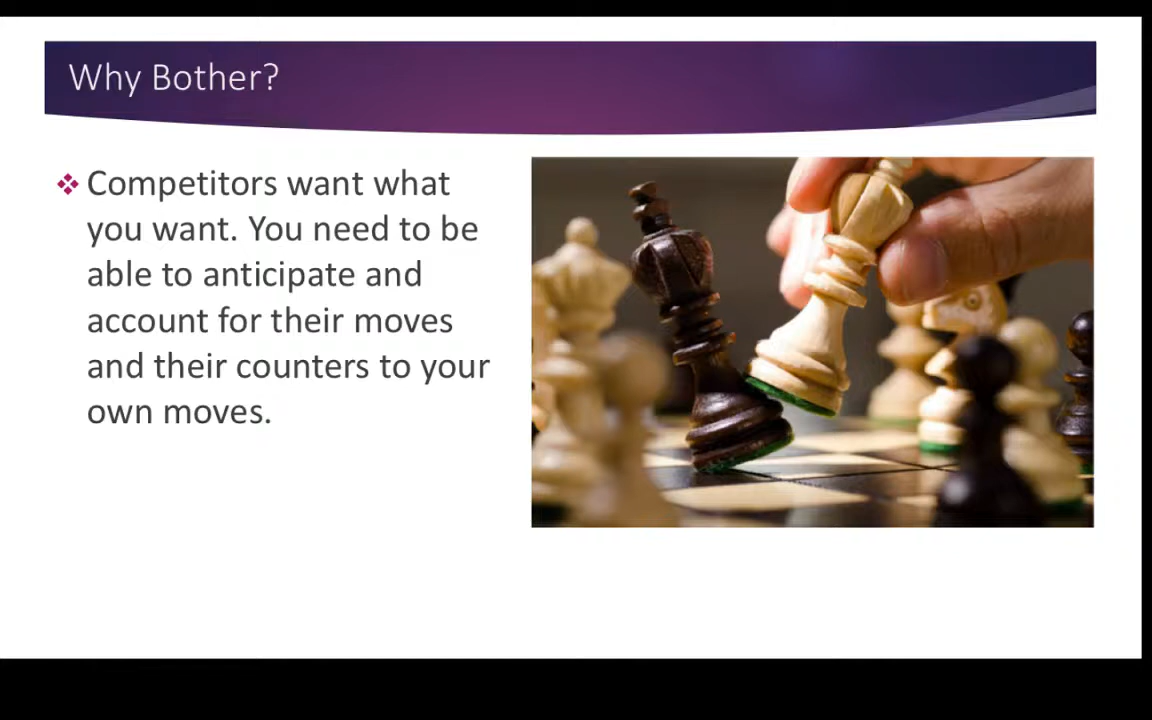 Why Bother?
Competitors want what
you want. You need to be
able to anticipate and
account for their moves
and their counters to your
own moves.